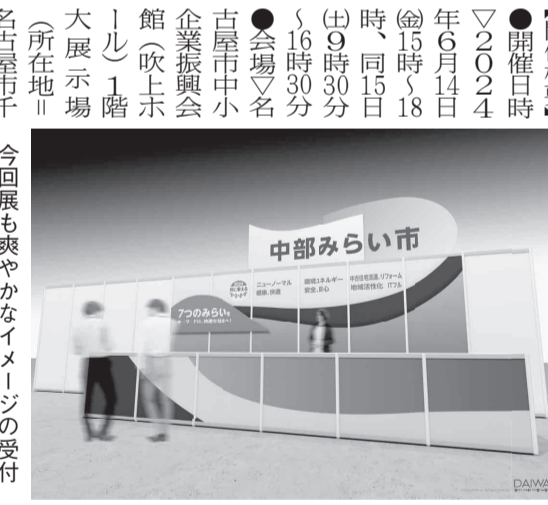 ●開催日時
▽2024
年6月14日
㈮15時〜18
時、同15日
㈯9時30分
〜16時30分
●会場▽名
古屋市中小
企業振興会
館（吹上ホ
ール）1階
大展示場
（所在地＝
名古屋市千
中部みらい市
ニューノーマル
健康、快適
環境エネルギー
安全、安心
中古住宅流通、リフォーム
地域活性化 ITフル
7つのみらいを
今回展も爽やかなイメージの受付
DAIWA